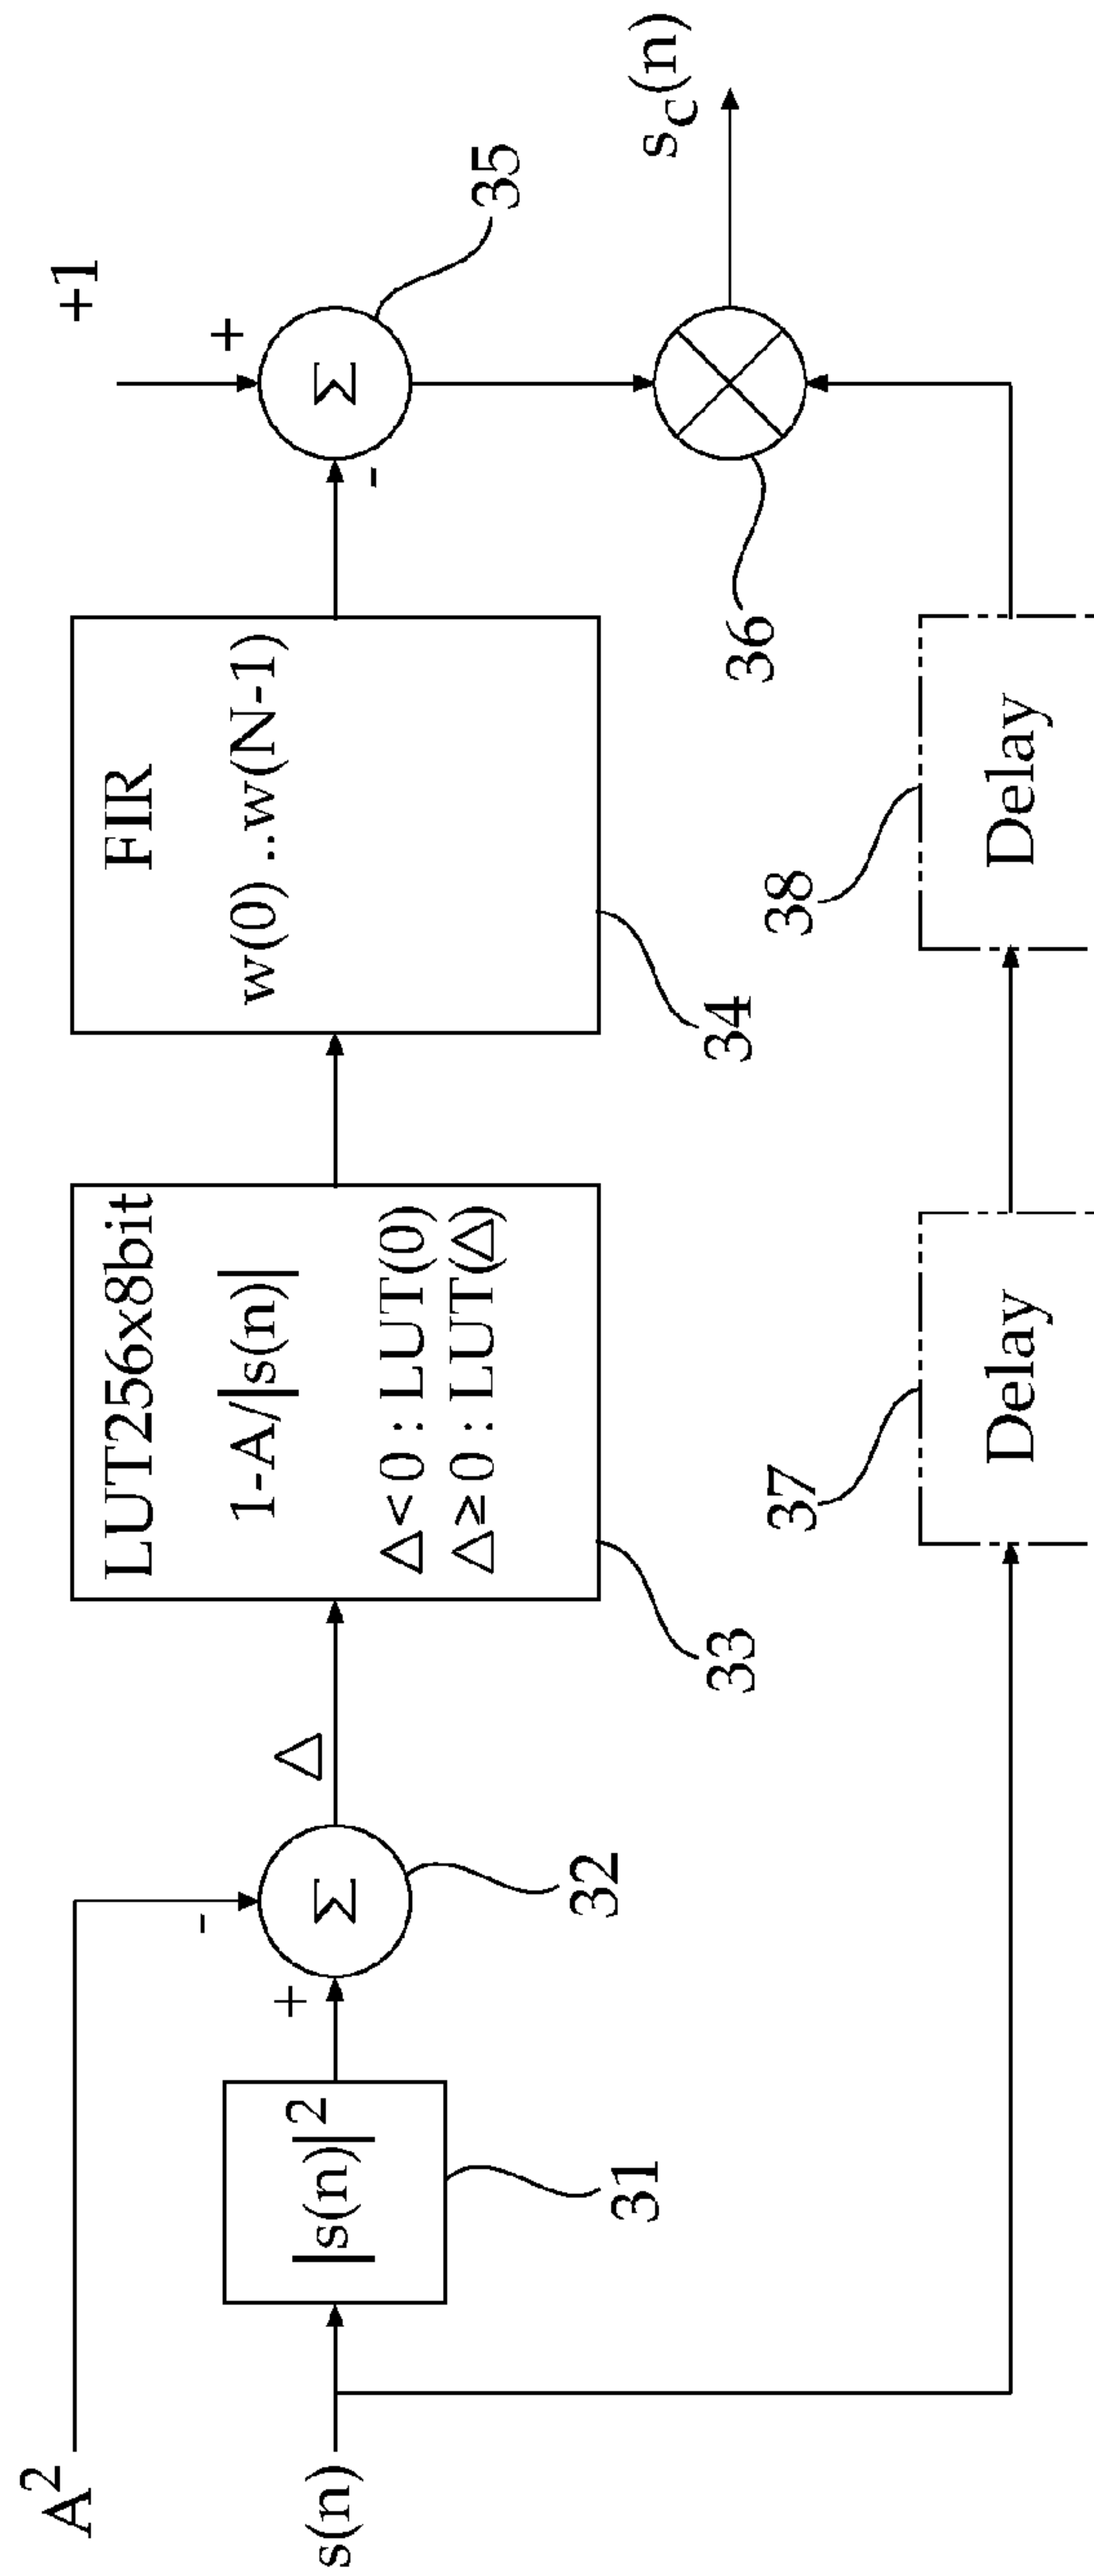 A²
s(n)
|s(n)|²
31
+
-
Σ
32
Δ
LUT256x8bit
1-A/|s(n)|
Δ<0 : LUT(0)
Δ≥0 : LUT(Δ)
33
FIR
w(0) ..w(N-1)
34
+1
+
-
Σ
35
36
s_c(n)
Delay
37
Delay
38